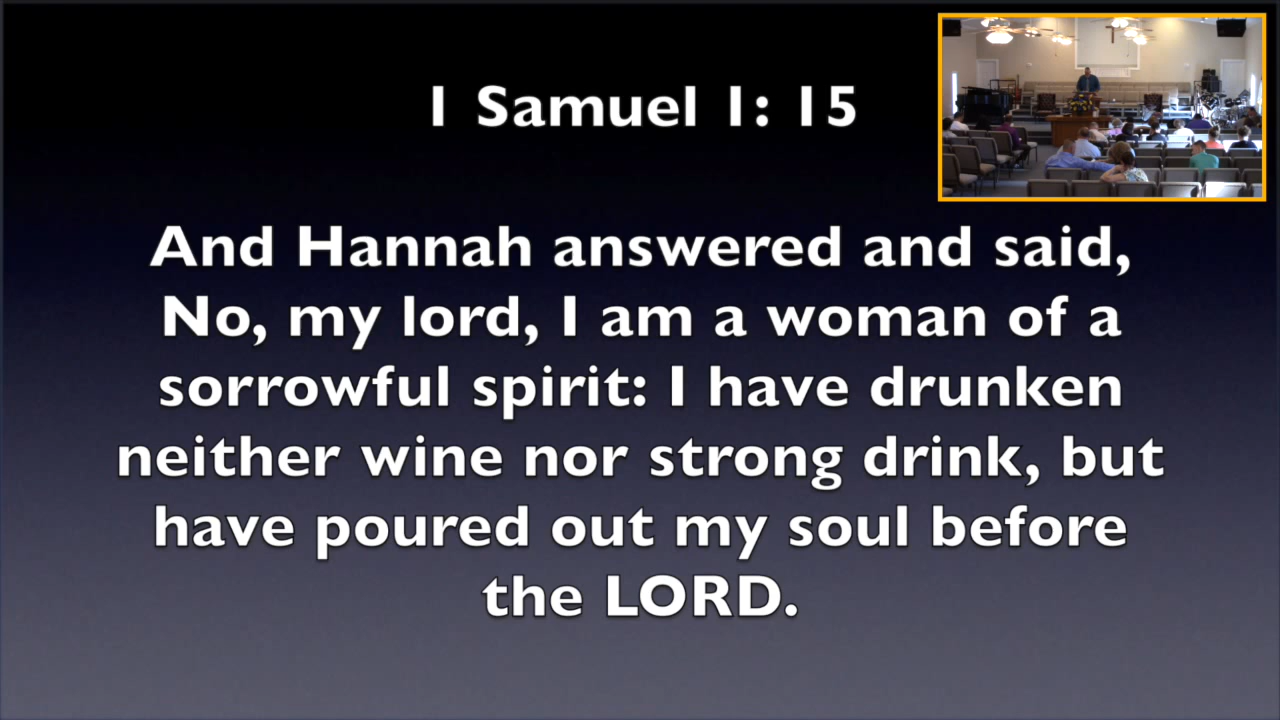 1 Samuel 1: 15
And Hannah answered and said,
No, my lord, I am a woman of a
sorrowful spirit: I have drunken
neither wine nor strong drink, but
have poured out my soul before
the LORD.